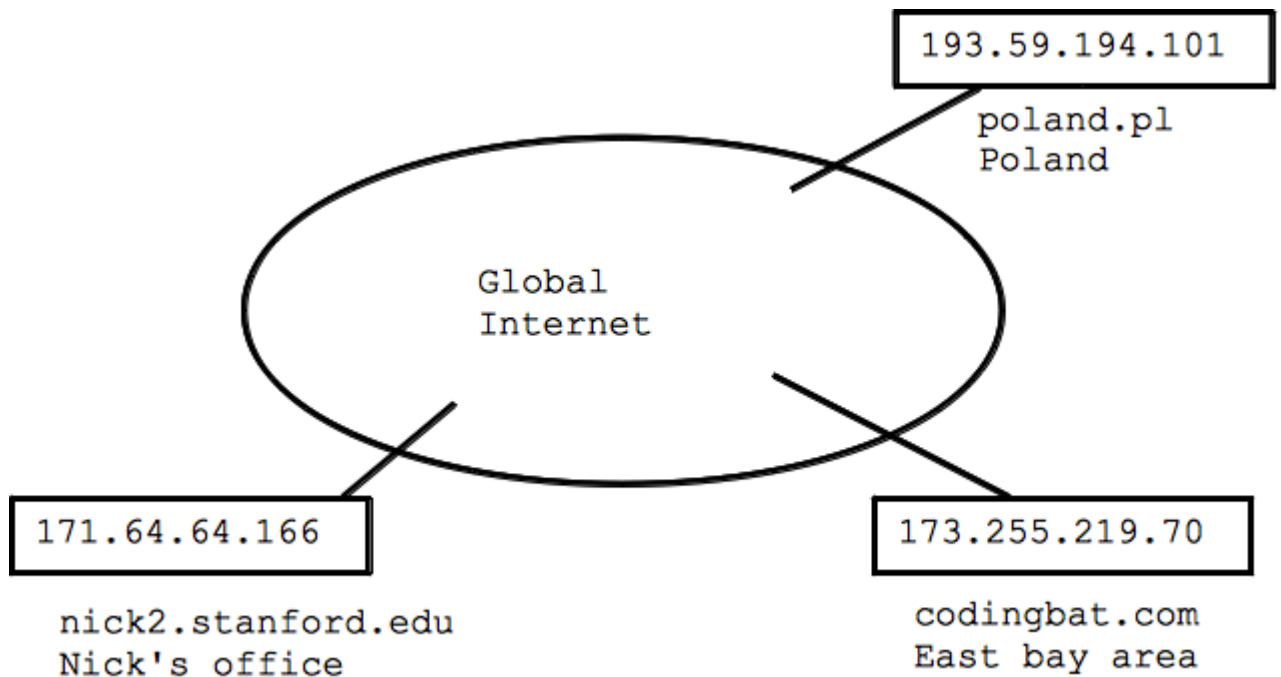 193.59.194.101
poland.pl
Poland
Global
Internet
171.64.64.166
nick2.stanford.edu
Nick's office
173.255.219.70
codingbat.com
East bay area